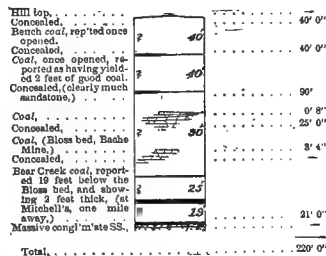 Hill top, 40' 0"
Concealed,
Bench coal, rep'ted once
opened.
Concealed, 40' 0"
Coal, once opened, re-
ported as having yield-
ed 2 feet of good coal.
Concealed, (clearly much 90'
sandstone,)
Coal, 0' 8"
Concealed, 25' 0"
Coal, (Bloss bed, Bache 3' 4"
Mine,)
Concealed,
Bear Creek coal, report-
ed 19 feet below the
Bloss bed, and show-
ing 2 feet thick, (at
Mitchell's, one mile
away,) 21' 0"
Massive congl'm'ate SS.
Total, 220' 0"
? 40
? 40
? 30
? 25
19